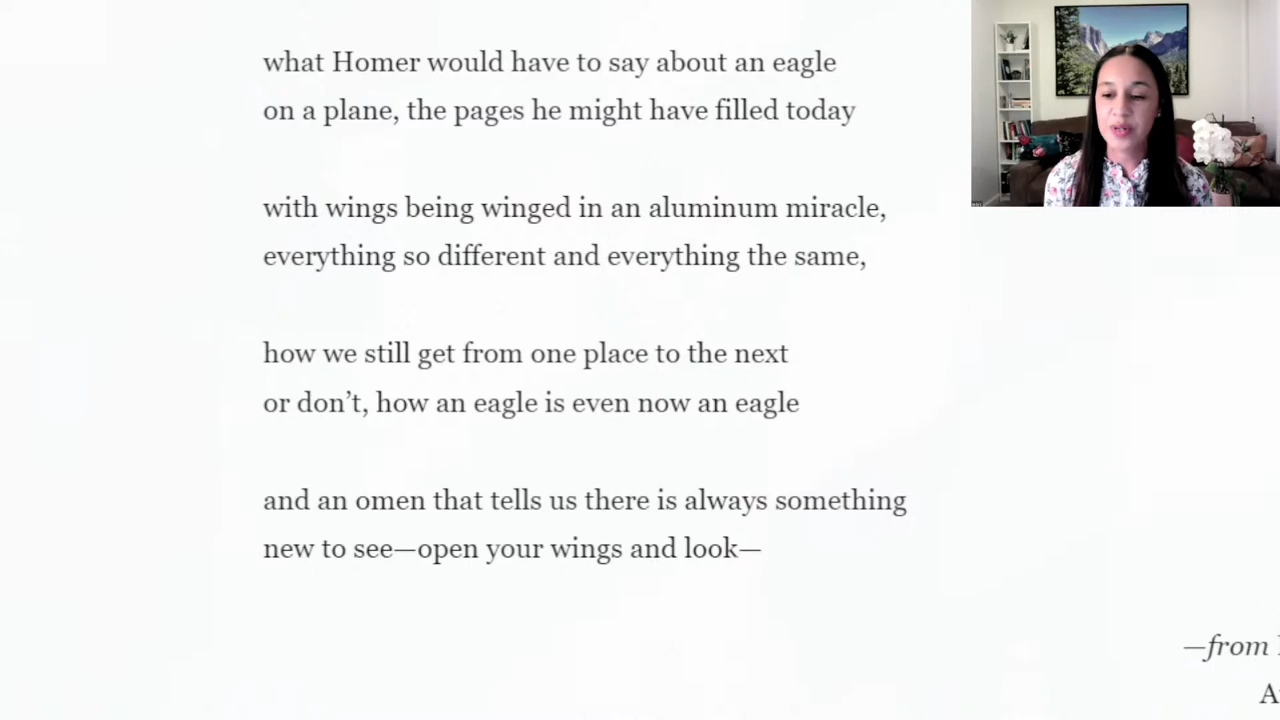 what Homer would have to say about an eagle
on a plane, the pages he might have filled today
with wings being winged in an aluminum miracle,
everything so different and everything the same,
how we still get from one place to the next
or don’t, how an eagle is even now an eagle
and an omen that tells us there is always something
new to see—open your wings and look—
—from